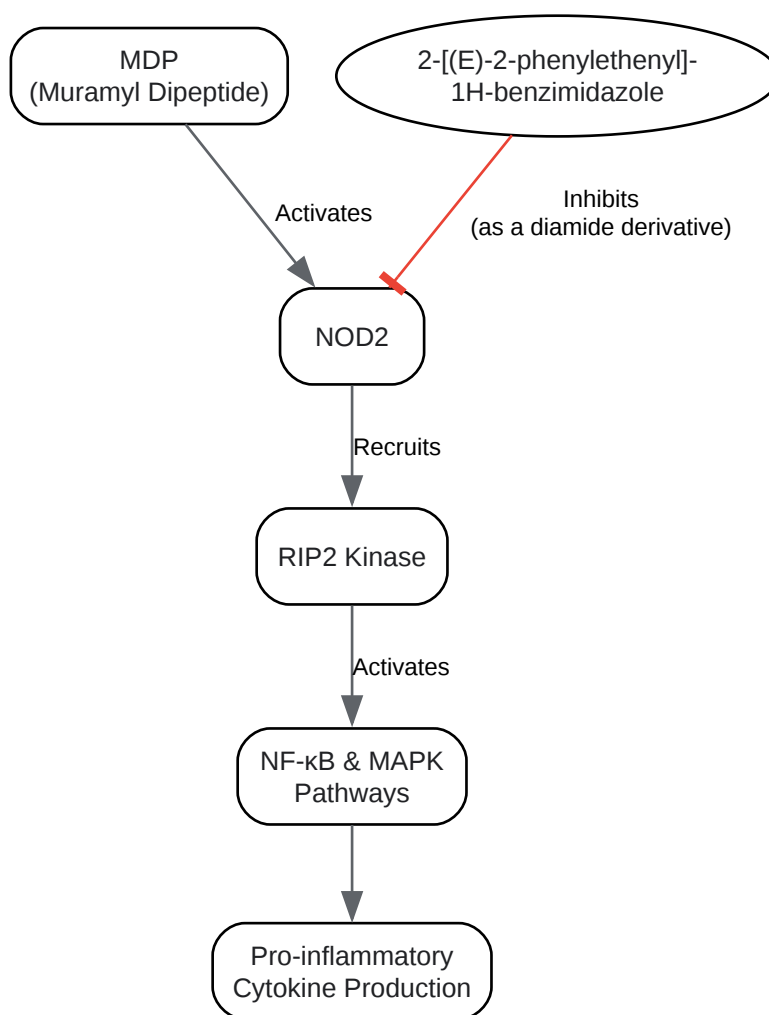 MDP
(Muramyl Dipeptide)
2-[(E)-2-phenylethenyl]-
1H-benzimidazole
Activates
Inhibits
(as a diamide derivative)
NOD2
Recruits
RIP2 Kinase
Activates
NF-κB & MAPK
Pathways
Pro-inflammatory
Cytokine Production